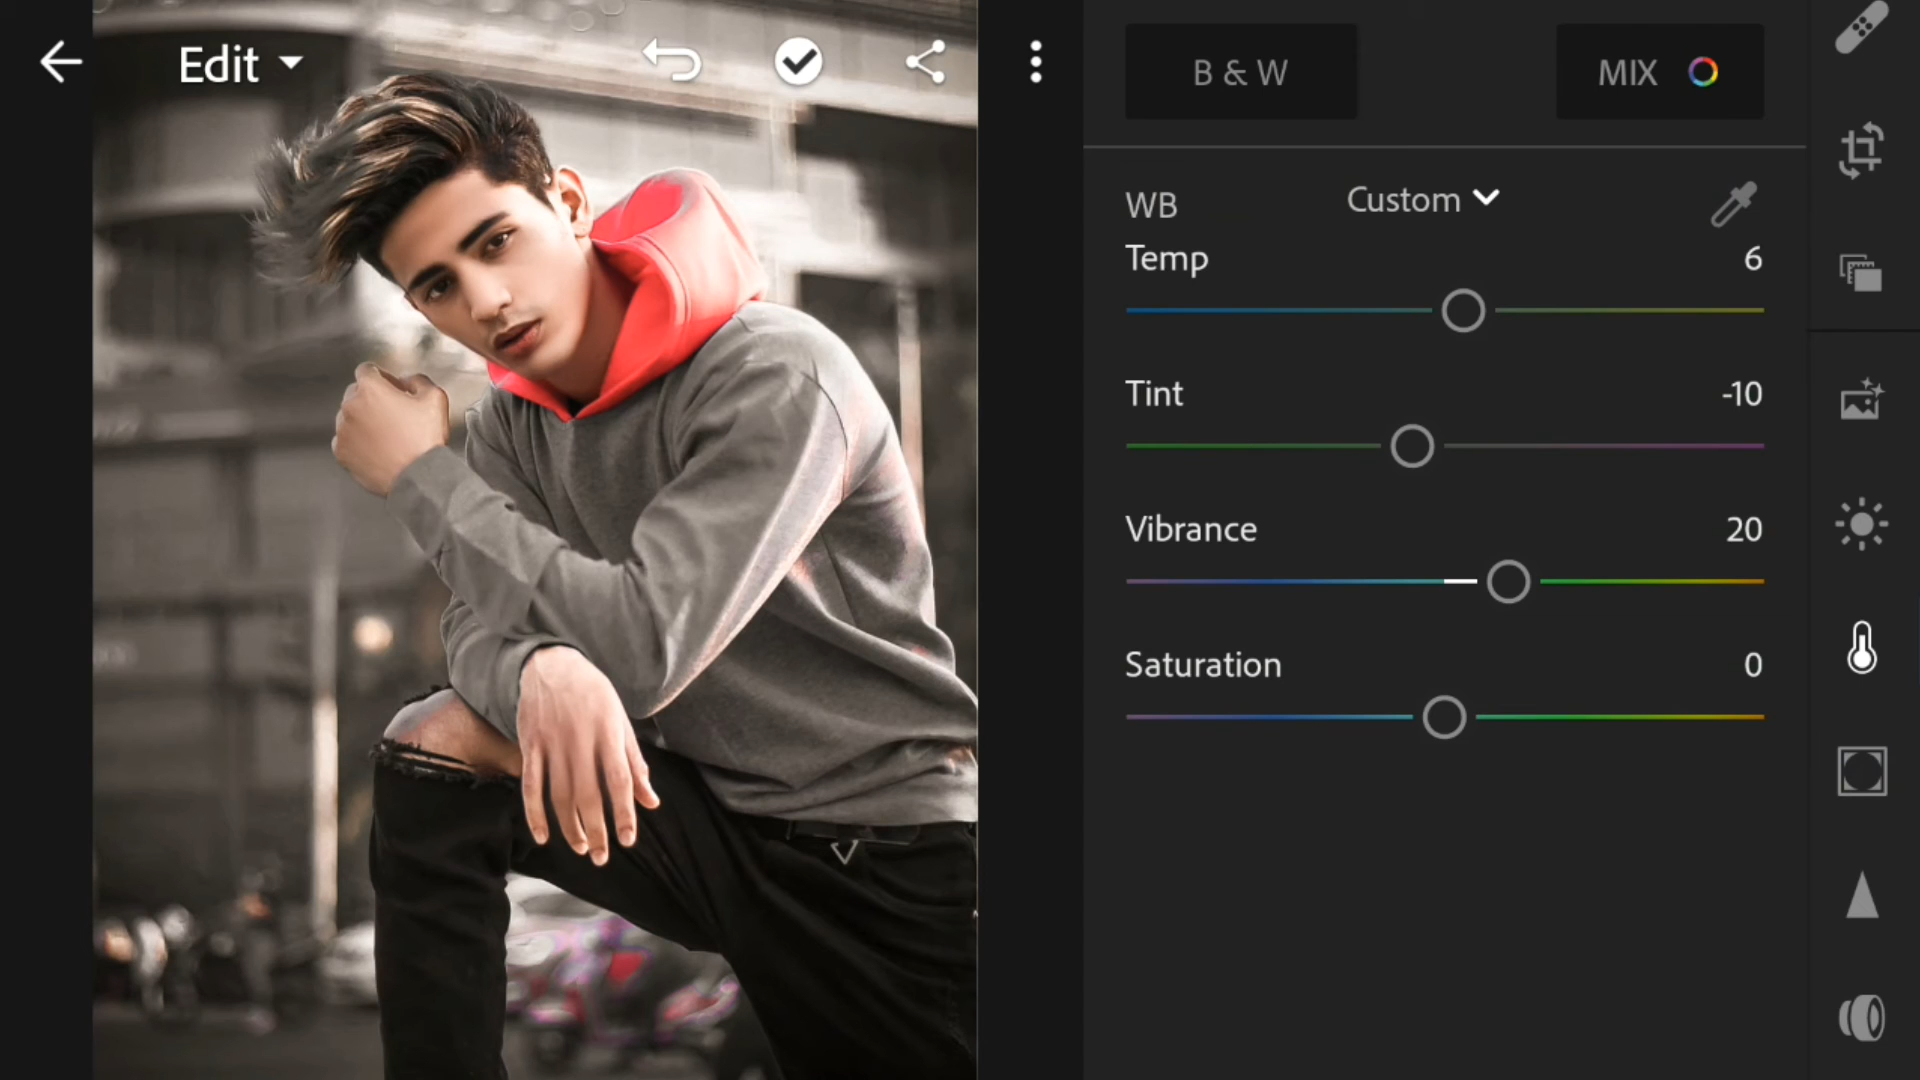 Edit
B & W
MIX
WB
Custom
Temp
6
Tint
-10
Vibrance
20
Saturation
0